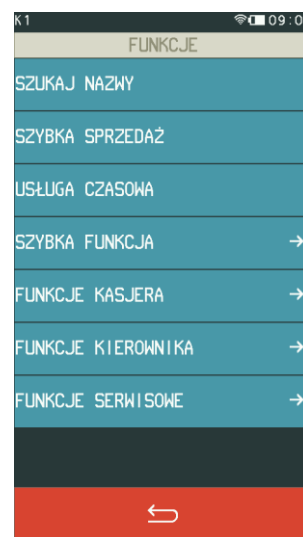 K1 09:0
FUNKCJE
SZUKAJ NAZWY
SZYBKA SPRZEDAŻ
USŁUGA CZASOWA
SZYBKA FUNKCJA
FUNKCJE KASJERA
FUNKCJE KIEROWNIKA
FUNKCJE SERWISOWE